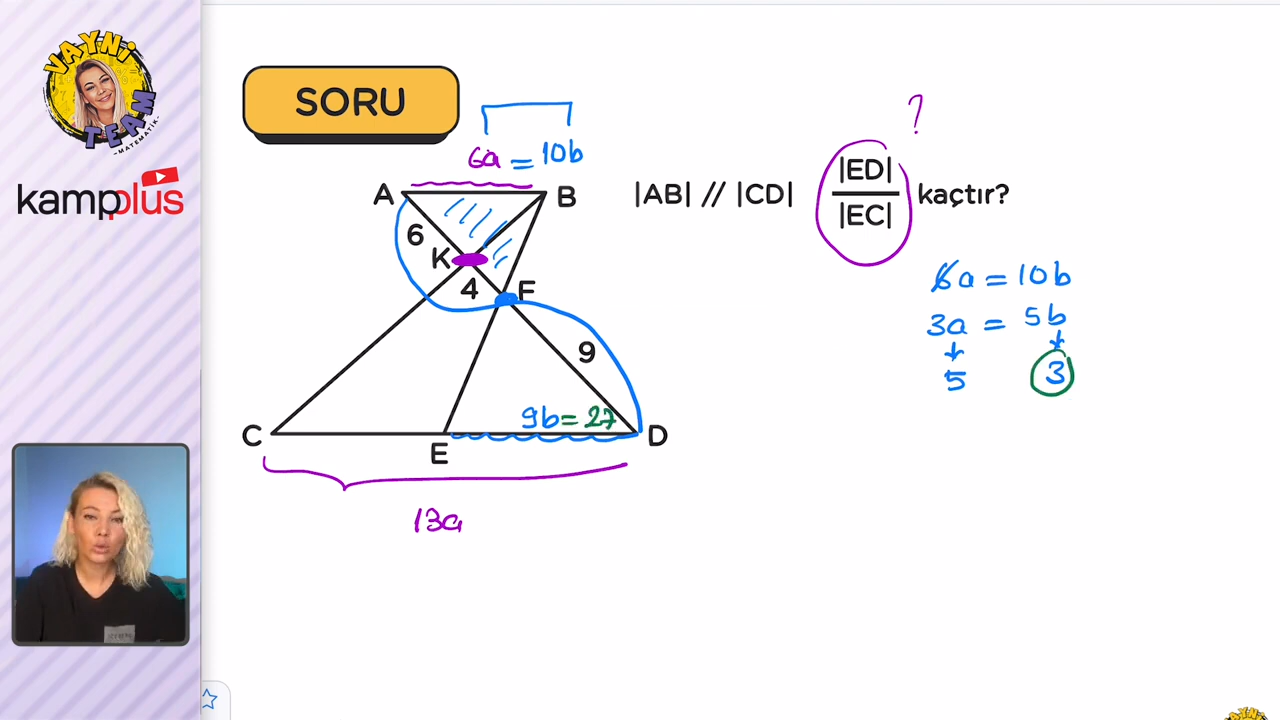 VAYNİ
TEAM
-MATEMATİK-
kampplus
SORU
6a = 10b
A
B
|AB| // |CD|
|ED|
|EC|
kaçtır?
?
6
K
4
F
9
C
E
D
9b = 27
13a
6a = 10b
3a = 5b
5
3